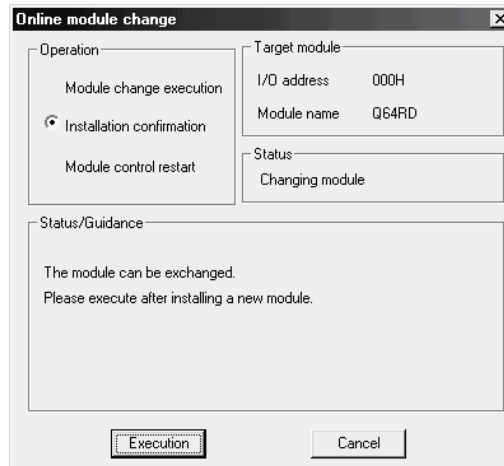 Online module change
Operation
Module change execution
Installation confirmation
Module control restart
Target module
I/O address 000H
Module name Q64RD
Status
Changing module
Status/Guidance
The module can be exchanged.
Please execute after installing a new module.
Execution
Cancel